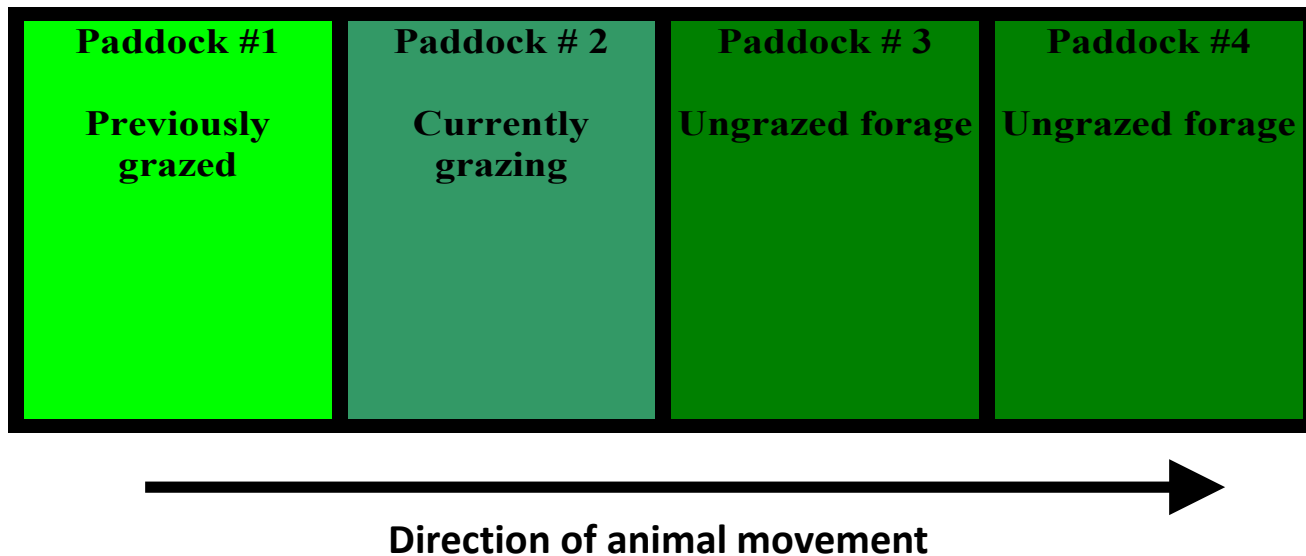 Paddock #1
Previously
grazed
Paddock # 2
Currently
grazing
Paddock # 3
Ungrazed forage
Paddock #4
Ungrazed forage
Direction of animal movement